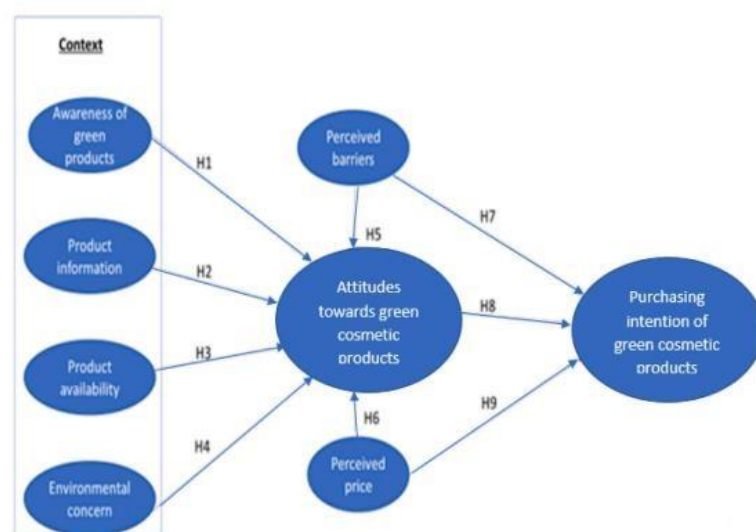 Context
Awareness of
green
products
H1
Perceived
barriers
H7
H5
Product
information
H2
Attitudes
towards green
cosmetic
products
H8
Purchasing
intention of
green cosmetic
products
Product
availability
H3
H6
H9
H4
Perceived
price
Environmental
concern